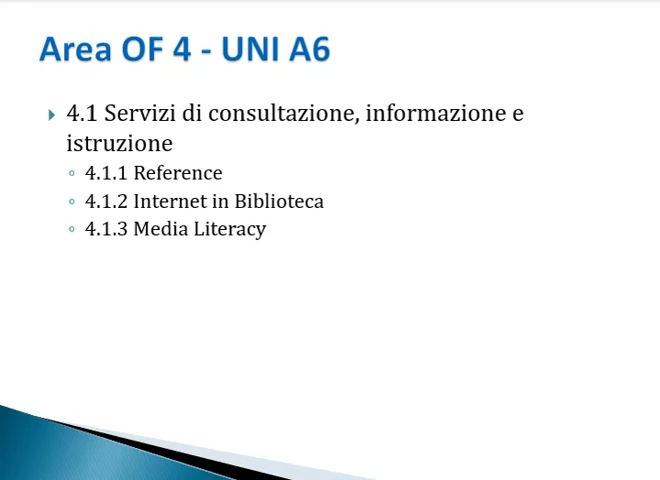 Area OF 4 - UNI A6
4.1 Servizi di consultazione, informazione e
istruzione
4.1.1 Reference
4.1.2 Internet in Biblioteca
4.1.3 Media Literacy